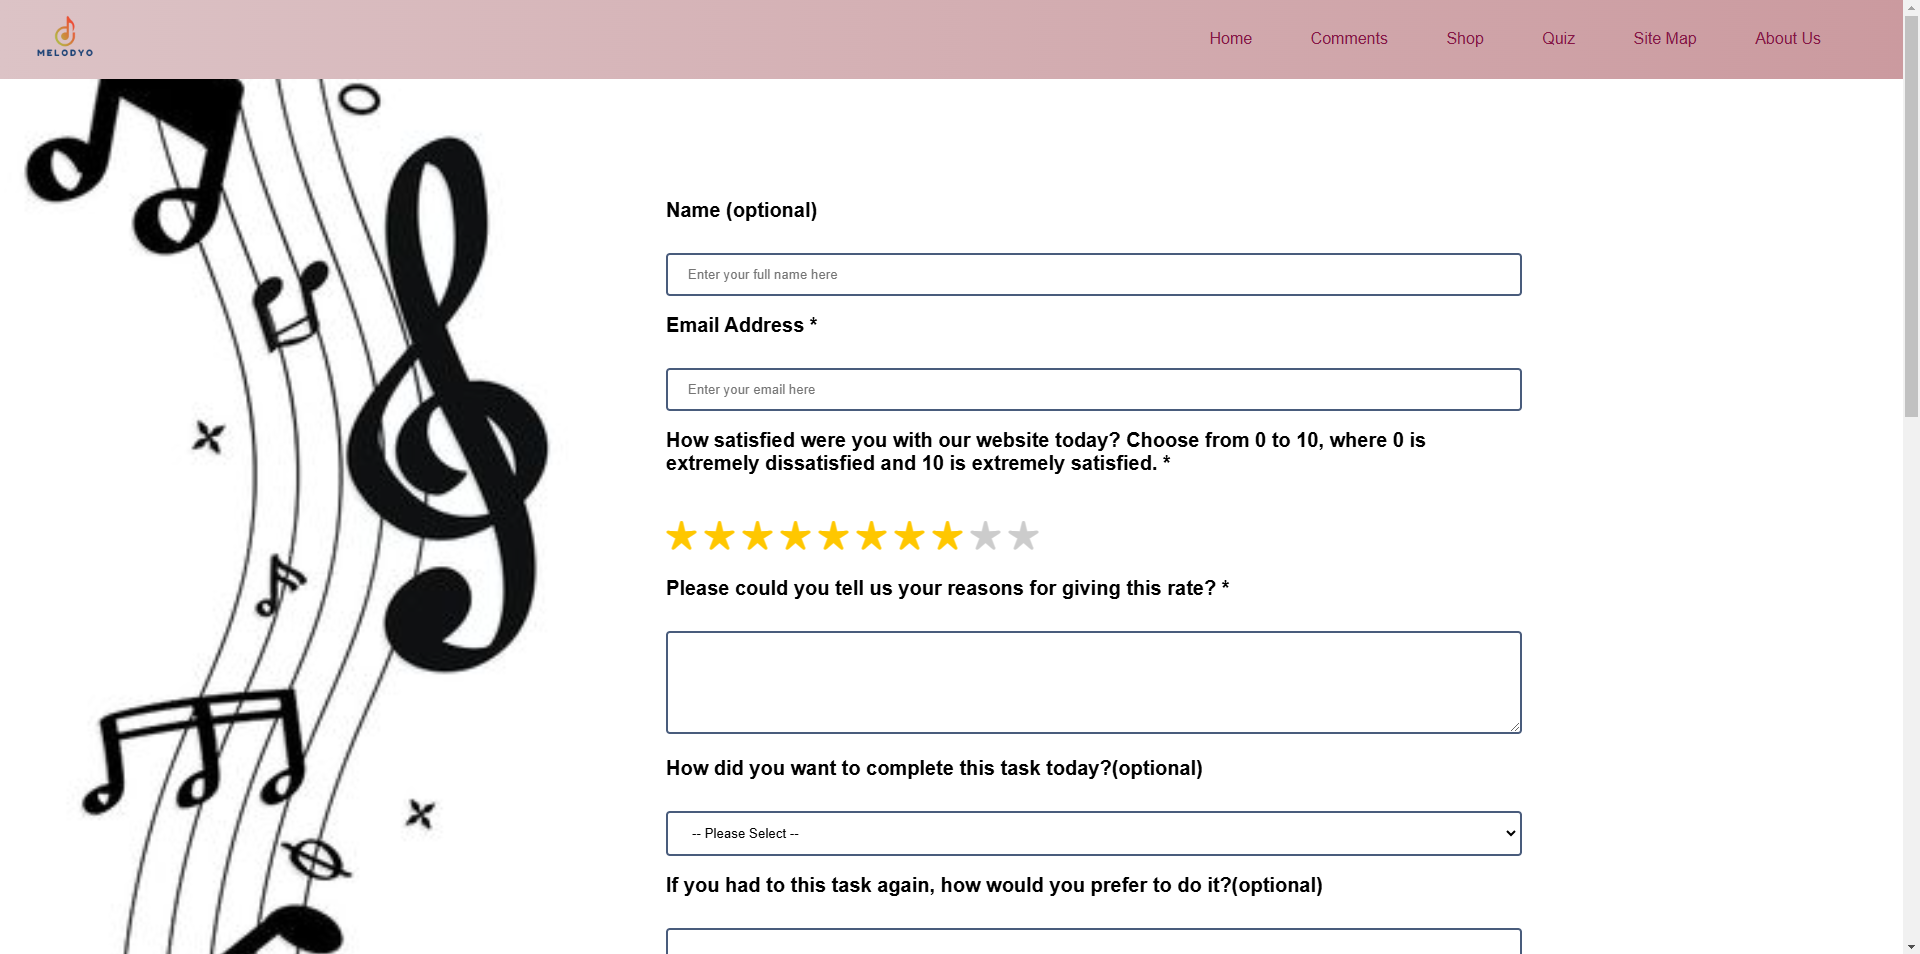 MELODYO
Home Comments Shop Quiz Site Map About Us
Name (optional)
Enter your full name here
Email Address *
Enter your email here
How satisfied were you with our website today? Choose from 0 to 10, where 0 is
extremely dissatisfied and 10 is extremely satisfied. *
Please could you tell us your reasons for giving this rate? *
How did you want to complete this task today?(optional)
-- Please Select --
If you had to this task again, how would you prefer to do it?(optional)